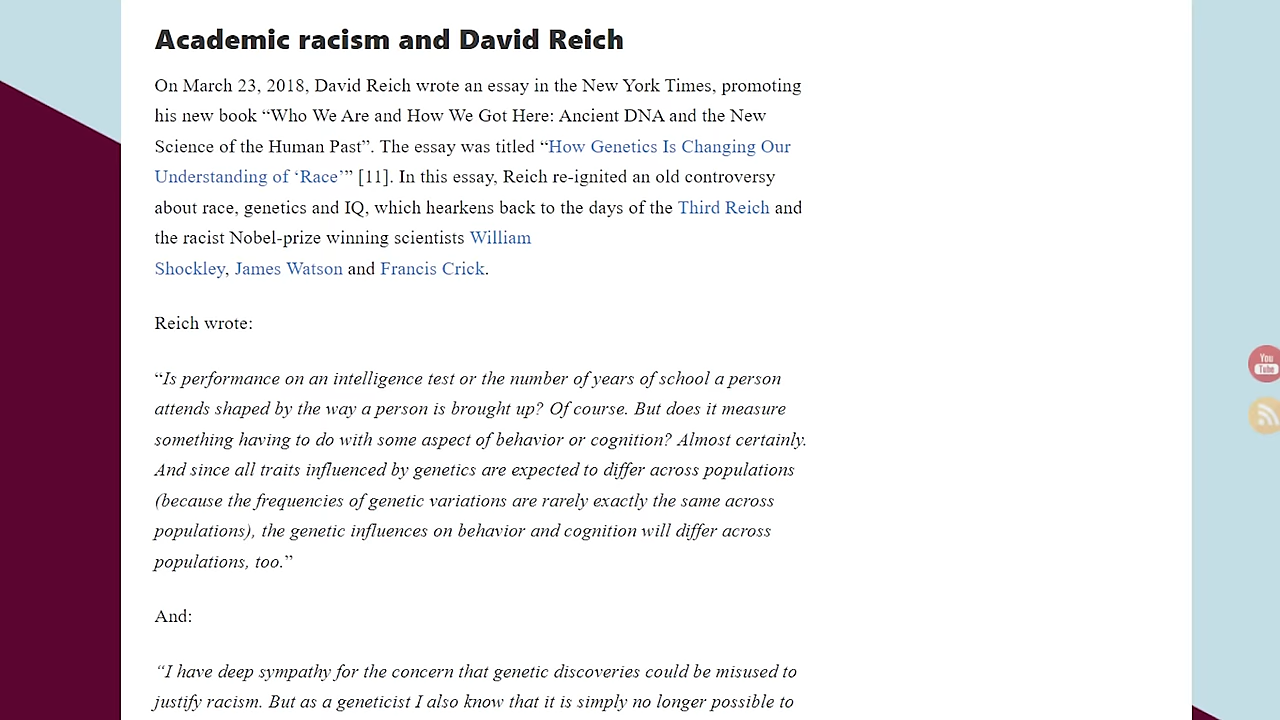 Academic racism and David Reich
On March 23, 2018, David Reich wrote an essay in the New York Times, promoting
his new book “Who We Are and How We Got Here: Ancient DNA and the New
Science of the Human Past”. The essay was titled “How Genetics Is Changing Our
Understanding of ‘Race’” [11]. In this essay, Reich re-ignited an old controversy
about race, genetics and IQ, which hearkens back to the days of the Third Reich and
the racist Nobel-prize winning scientists William
Shockley, James Watson and Francis Crick.
Reich wrote:
“Is performance on an intelligence test or the number of years of school a person
attends shaped by the way a person is brought up? Of course. But does it measure
something having to do with some aspect of behavior or cognition? Almost certainly.
And since all traits influenced by genetics are expected to differ across populations
(because the frequencies of genetic variations are rarely exactly the same across
populations), the genetic influences on behavior and cognition will differ across
populations, too.”
And:
“I have deep sympathy for the concern that genetic discoveries could be misused to
justify racism. But as a geneticist I also know that it is simply no longer possible to
You
Tube